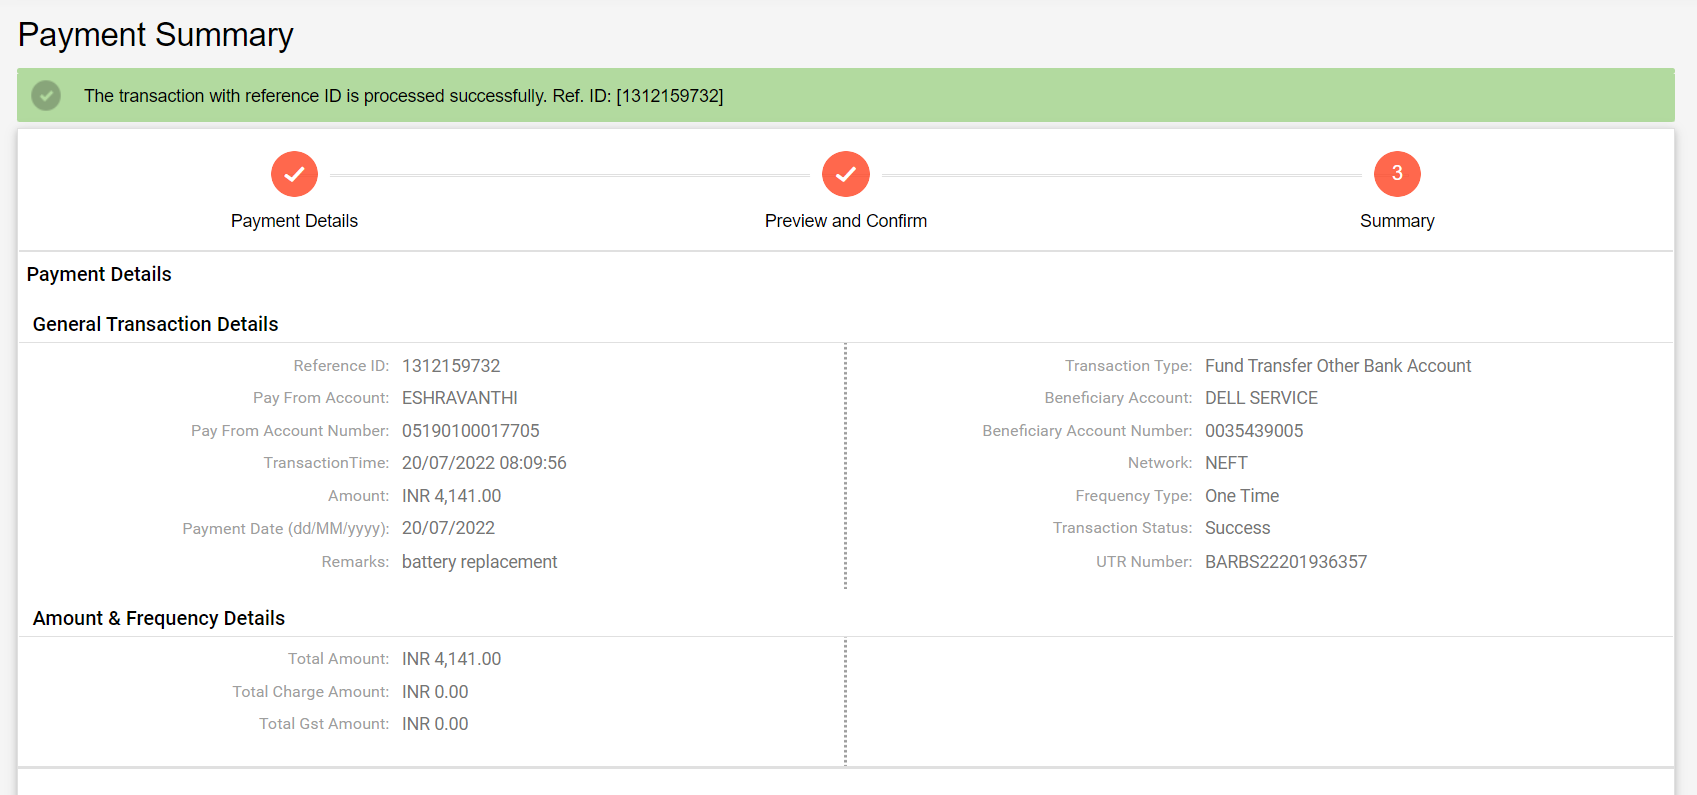 Payment Summary
The transaction with reference ID is processed successfully. Ref. ID: [1312159732]
3
Payment Details
Preview and Confirm
Summary
Payment Details
General Transaction Details
Reference ID: 1312159732
Pay From Account: ESHRAVANTHI
Pay From Account Number: 05190100017705
TransactionTime: 20/07/2022 08:09:56
Amount: INR 4,141.00
Payment Date (dd/MM/yyyy): 20/07/2022
Remarks: battery replacement
Transaction Type: Fund Transfer Other Bank Account
Beneficiary Account: DELL SERVICE
Beneficiary Account Number: 0035439005
Network: NEFT
Frequency Type: One Time
Transaction Status: Success
UTR Number: BARBS22201936357
Amount & Frequency Details
Total Amount: INR 4,141.00
Total Charge Amount: INR 0.00
Total Gst Amount: INR 0.00